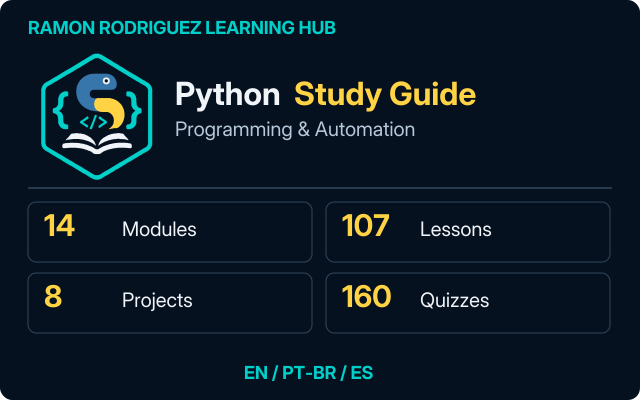 RAMON RODRIGUEZ LEARNING HUB
{ </> }
Python Study Guide
Programming & Automation
14 Modules
107 Lessons
8 Projects
160 Quizzes
EN / PT-BR / ES